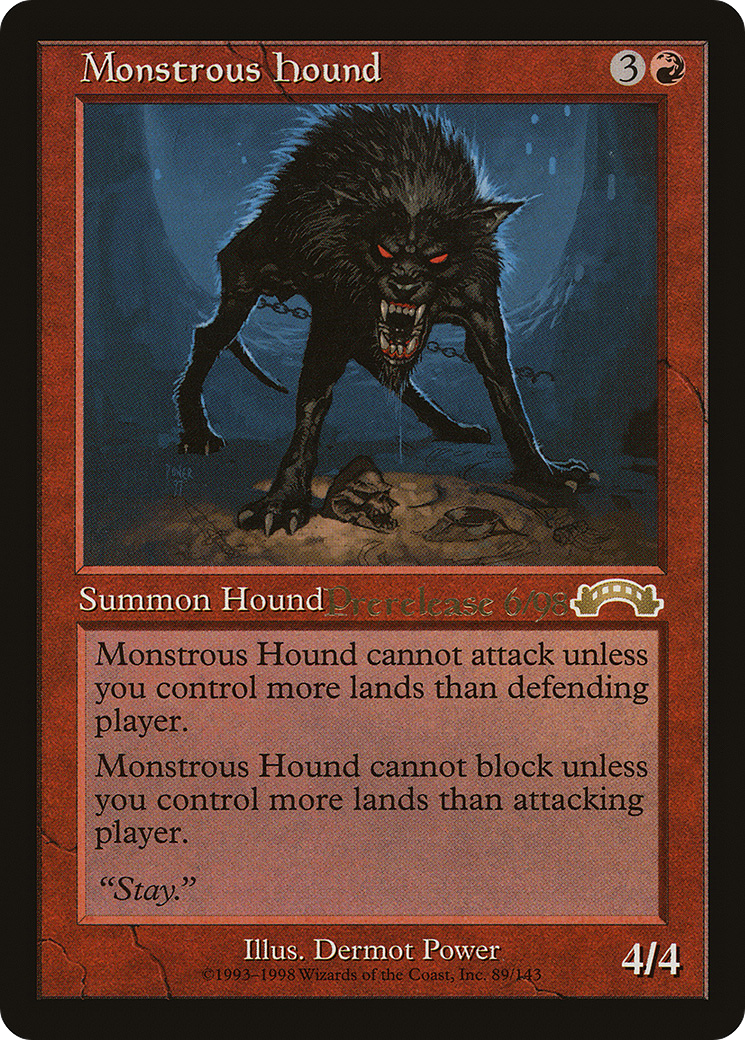 Monstrous Hound 3
POWER
97
Summon Hound Prerelease 6/98
Monstrous Hound cannot attack unless
you control more lands than defending
player.
Monstrous Hound cannot block unless
you control more lands than attacking
player.
“Stay.”
Illus. Dermot Power
©1993–1998 Wizards of the Coast, Inc. 89/143
4/4